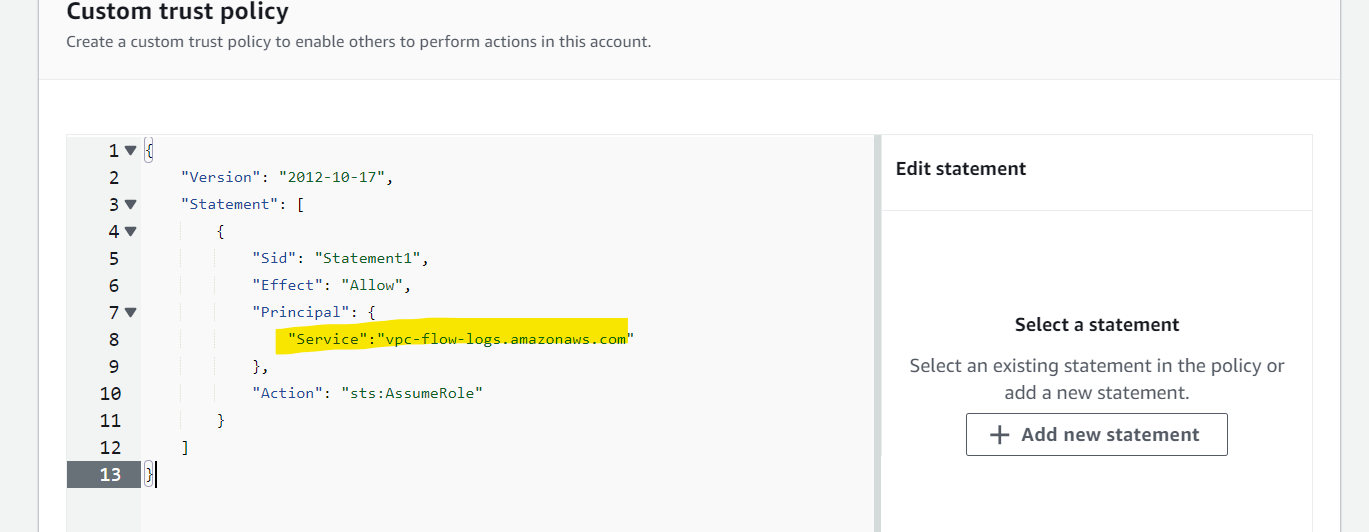 Custom trust policy
Create a custom trust policy to enable others to perform actions in this account.
1 {
2 "Version": "2012-10-17",
3 "Statement": [
4 {
5 "Sid": "Statement1",
6 "Effect": "Allow",
7 "Principal": {
8 "Service":"vpc-flow-logs.amazonaws.com"
9 },
10 "Action": "sts:AssumeRole"
11 }
12 ]
13 }
Edit statement
Select a statement
Select an existing statement in the policy or
add a new statement.
+ Add new statement